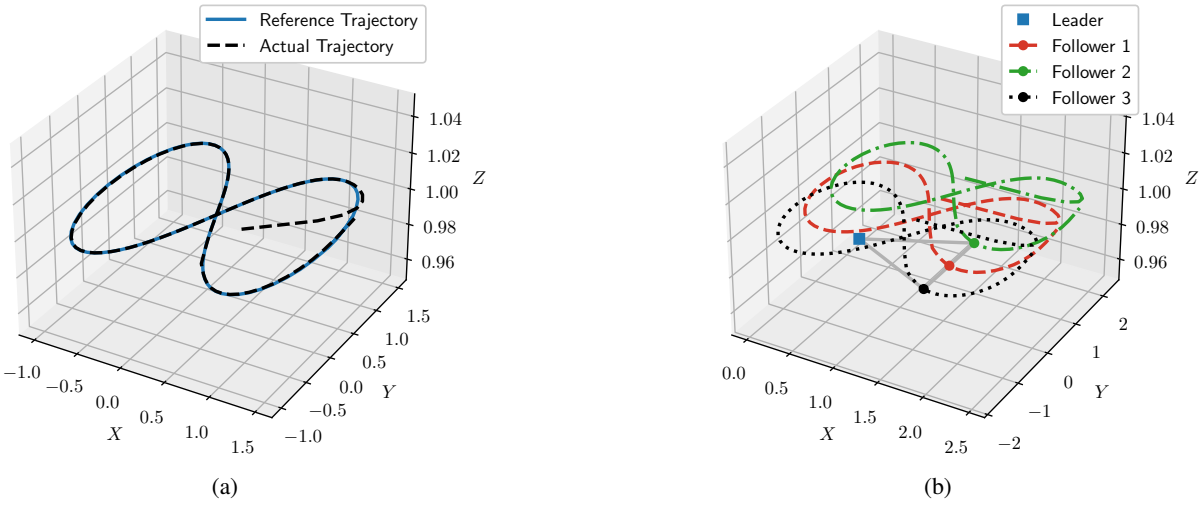 Reference Trajectory
Actual Trajectory
1.04
1.02
1.00
0.98
0.96
Z
−1.0
−0.5
0.0
0.5
1.0
1.5
X
−1.0
−0.5
0.0
0.5
1.0
1.5
Y
(a)
Leader
Follower 1
Follower 2
Follower 3
1.04
1.02
1.00
0.98
0.96
Z
0.0
0.5
1.0
1.5
2.0
2.5
X
−2
−1
0
1
2
Y
(b)